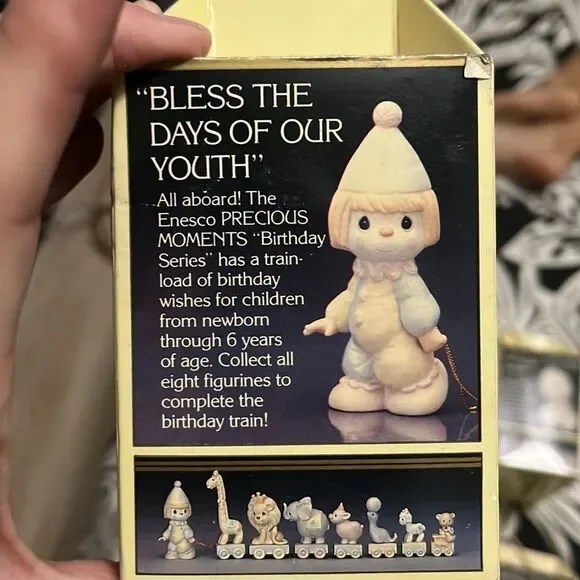 "BLESS THE
DAYS OF OUR
YOUTH"
All aboard! The
Enesco PRECIOUS
MOMENTS "Birthday
Series" has a train-
load of birthday
wishes for children
from newborn
through 6 years
of age. Collect all
eight figurines to
complete the
birthday train!